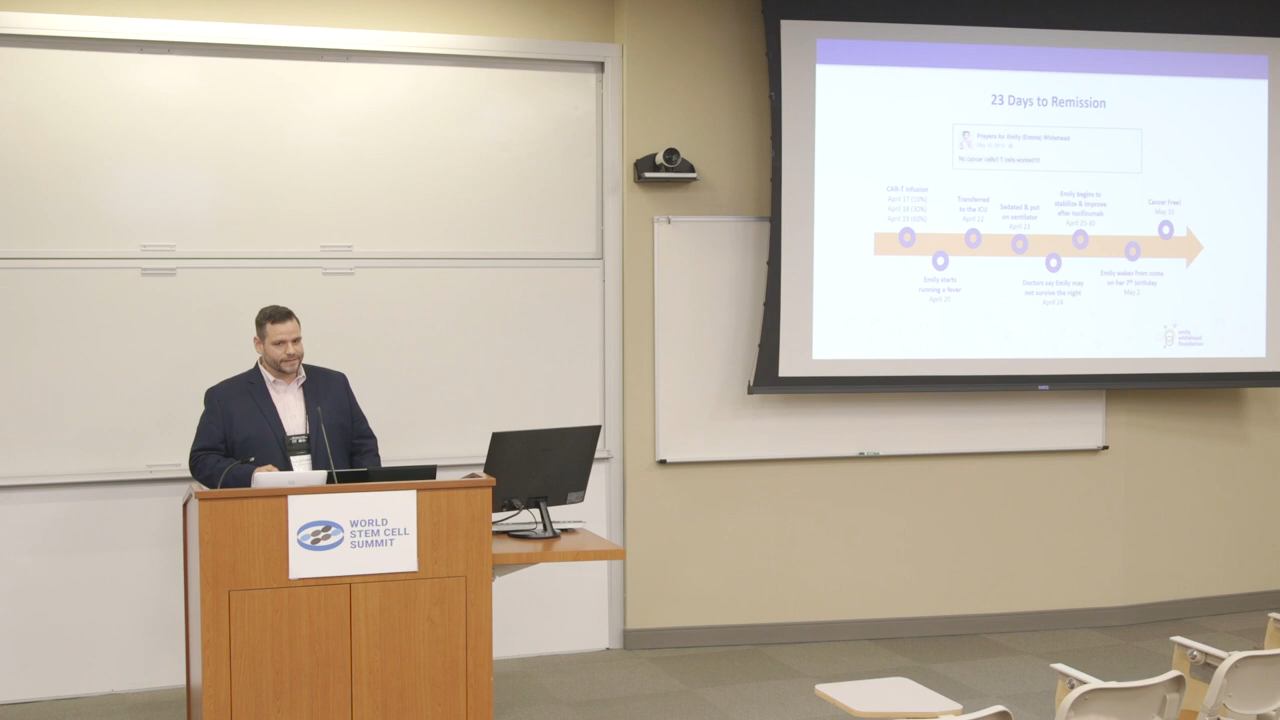 23 Days to Remission
Prayers for Emily (Emma) Whitehead
No cancer cells!! T cells worked!!!!
CAR-T Infusion
April 17 (10%)
April 18 (30%)
April 19 (60%)
Emily starts
running a fever
April 20
Transferred
to the ICU
April 22
Sedated & put
on ventilator
April 23
Doctors say Emily may
not survive the night
April 24
Emily begins to
stabilize & improve
after tocilizumab
April 25-30
Emily wakes from coma
on her 7th birthday
May 2
Cancer Free!
May 10
emily
whitehead
foundation
WORLD
STEM CELL
SUMMIT